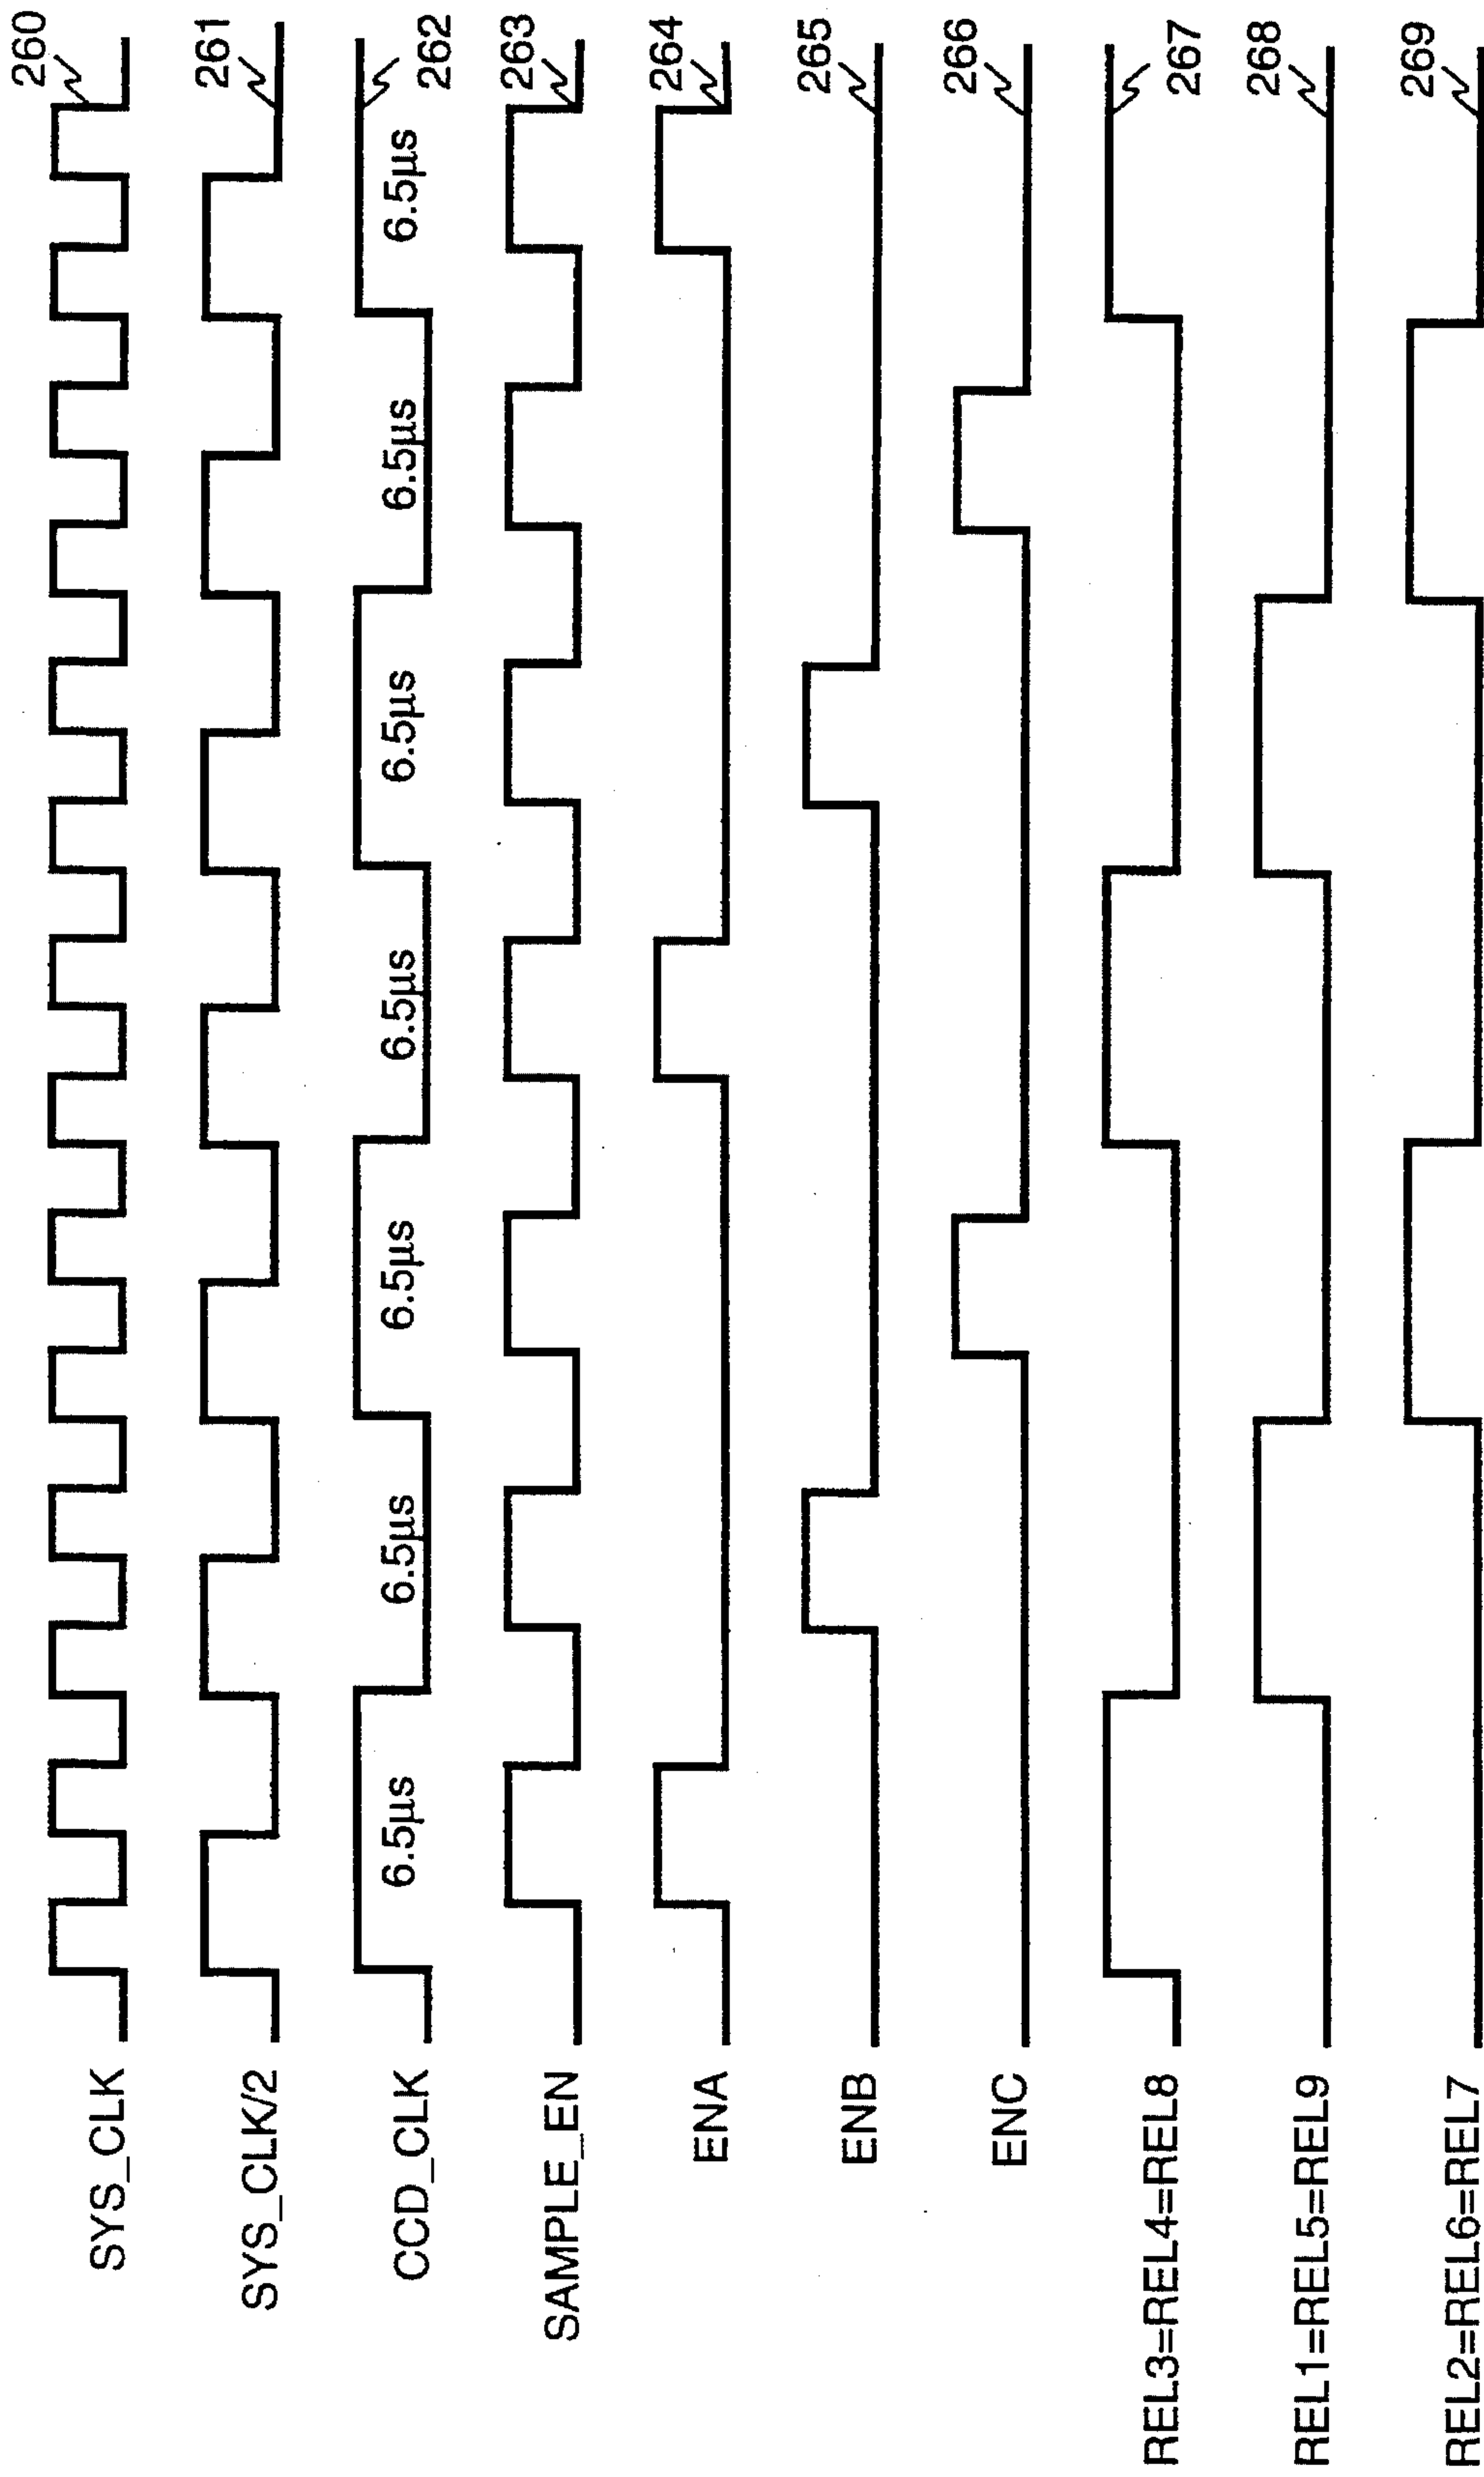 SYS_CLK 260
SYS_CLK/2 261
CCD_CLK 6.5µs 6.5µs 6.5µs 6.5µs 6.5µs 6.5µs 6.5µs 262
SAMPLE_EN 263
ENA 264
ENB 265
ENC 266
REL3=REL4=REL8 267
REL1=REL5=REL9 268
REL2=REL6=REL7 269